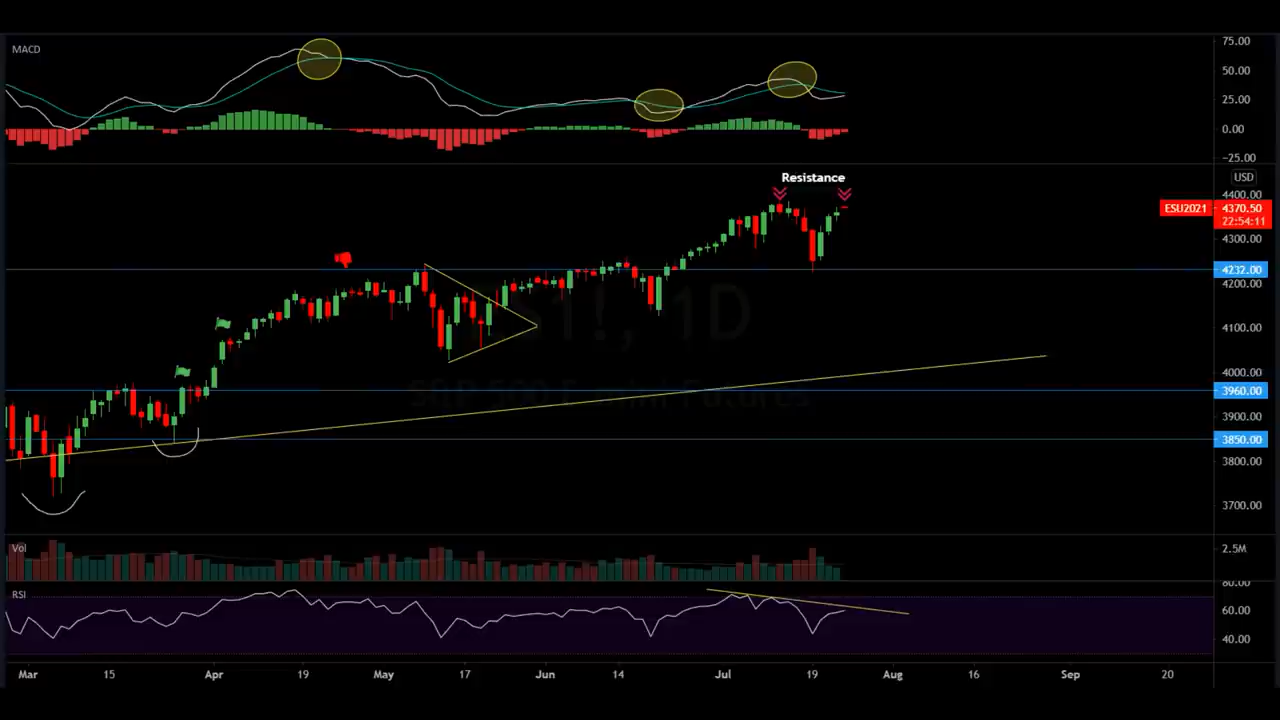 MACD
75.00
50.00
25.00
0.00
−25.00
Resistance
USD
4400.00
ESU2021 4370.50
22:54:11
4300.00
4232.00
4200.00
4100.00
4000.00
3960.00
3900.00
3850.00
3800.00
3700.00
ES1!, 1D
Vol
2.5M
RSI
80.00
60.00
40.00
Mar 15 Apr 19 May 17 Jun 14 Jul 19 Aug 16 Sep 20